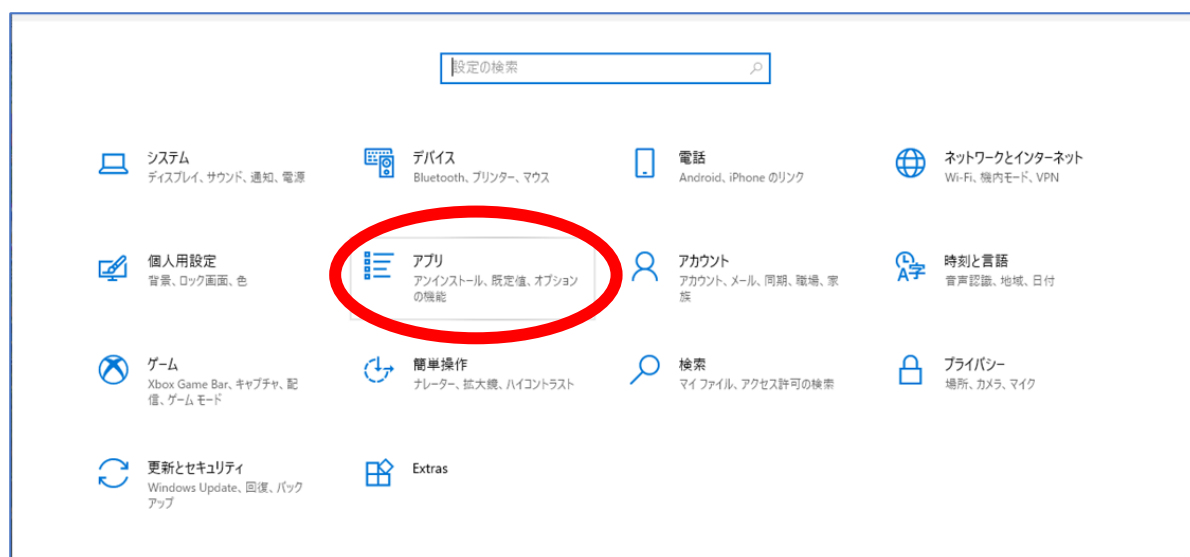 設定の検索
システム
ディスプレイ、サウンド、通知、電源
デバイス
Bluetooth、プリンター、マウス
電話
Android、iPhone のリンク
ネットワークとインターネット
Wi-Fi、機内モード、VPN
個人用設定
背景、ロック画面、色
アプリ
アンインストール、既定値、オプション
の機能
アカウント
アカウント、メール、同期、職場、家
族
時刻と言語
音声認識、地域、日付
ゲーム
Xbox Game Bar、キャプチャ、配
信、ゲーム モード
簡単操作
ナレーター、拡大鏡、ハイコントラスト
検索
マイ ファイル、アクセス許可の検索
プライバシー
場所、カメラ、マイク
更新とセキュリティ
Windows Update、回復、バック
アップ
Extras